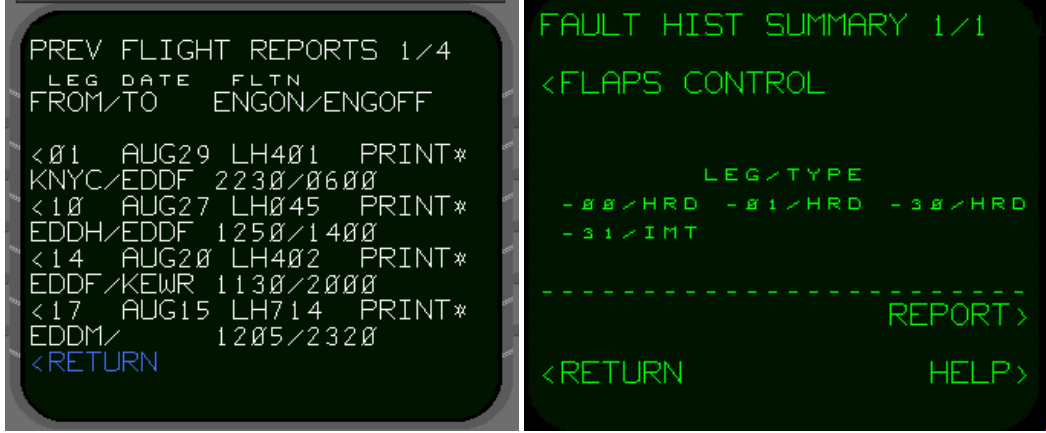 PREV FLIGHT REPORTS 1/4
LEG DATE FLTN
FROM/TO ENGON/ENGOFF
<01 AUG29 LH401 PRINT*
KNYC/EDDF 2230/0600
<10 AUG27 LH045 PRINT*
EDDH/EDDF 1250/1400
<14 AUG20 LH402 PRINT*
EDDF/KEWR 1130/2000
<17 AUG15 LH714 PRINT*
EDDM/ 1205/2320
<RETURN
FAULT HIST SUMMARY 1/1
<FLAPS CONTROL
LEG/TYPE
-00/HRD -01/HRD -30/HRD
-31/IMT
REPORT>
<RETURN HELP>